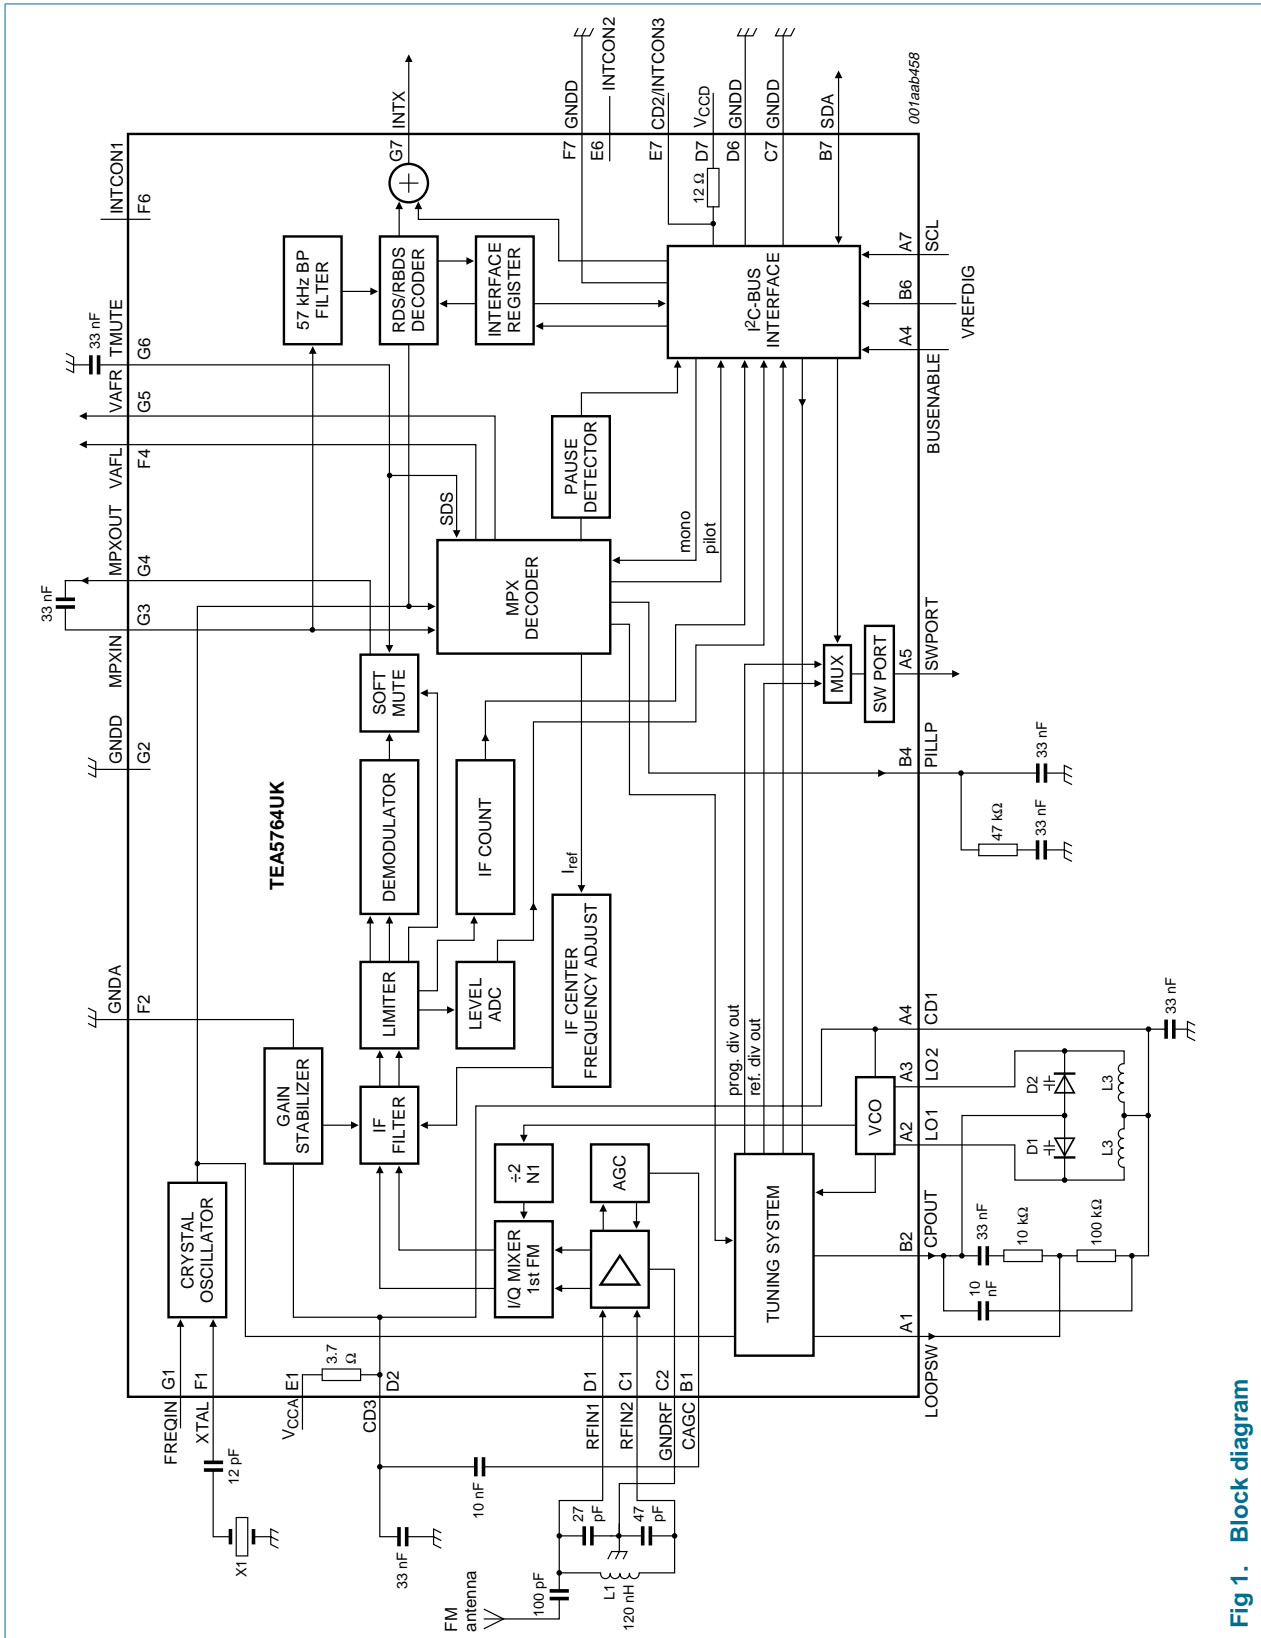 INTCON1
F6
TMUTE
G6
33 nF
VAFR
G5
VAFL
F4
MPXOUT
G4
33 nF
G3
MPXIN
GNDD
G2
GNDA
F2
FREQIN
G1
XTAL
F1
12 pF
X1
VCCA
E1
3.7
Ω
CD3
D2
33 nF
10 nF
RFIN1
D1
RFIN2
C1
GNDRF
C2
CAGC
B1
27
pF
47
pF
L1
120 nH
100 pF
FM
antenna
TEA5764UK
CRYSTAL
OSCILLATOR
GAIN
STABILIZER
IF
FILTER
LIMITER
DEMODULATOR
SOFT
MUTE
LEVEL
ADC
IF COUNT
IF CENTER
FREQUENCY ADJUST
Iref
I/Q MIXER
1st FM
÷2
N1
AGC
MPX
DECODER
SDS
57 kHz BP
FILTER
RDS/RBDS
DECODER
INTERFACE
REGISTER
PAUSE
DETECTOR
mono
pilot
I2C-BUS
INTERFACE
MUX
SW PORT
prog. div out
ref. div out
TUNING SYSTEM
VCO
G7
INTX
F7
GNDD
E6
INTCON2
E7
CD2/INTCON3
12 Ω
D7
VCCD
D6
GNDD
C7
GNDD
B7
SDA
A7
SCL
B6
VREFDIG
A4
BUSENABLE
A5
SWPORT
B4
PILLP
47 kΩ
33 nF
33 nF
A4
CD1
33 nF
A3
LO2
A2
LO1
D2
D1
L3
L3
B2
CPOUT
33 nF
10 kΩ
100 kΩ
10
nF
A1
LOOPSW
001aab458
Fig 1. Block diagram